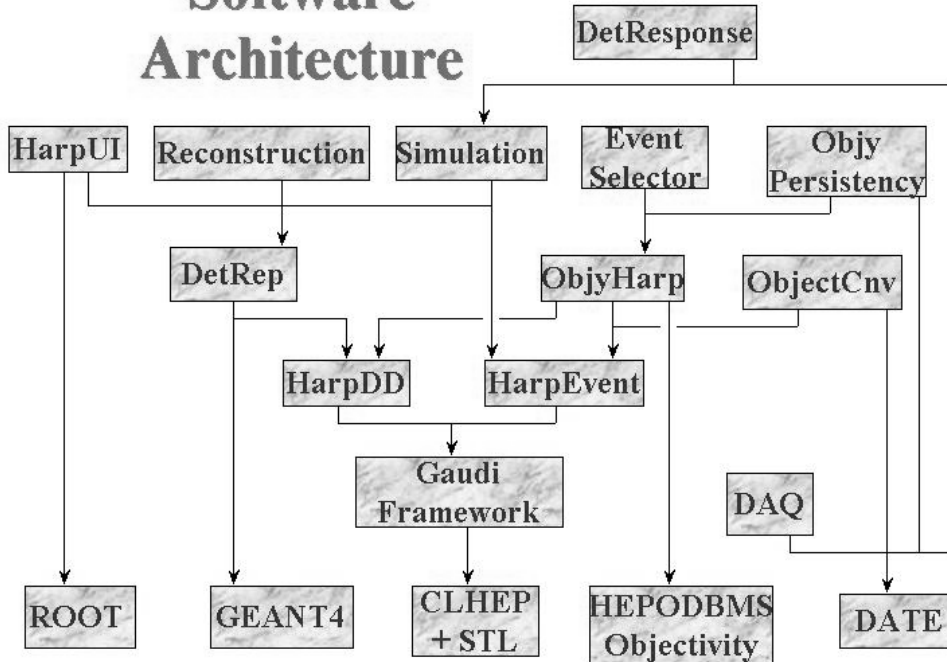 Software
Architecture
DetResponse
HarpUI
Reconstruction
Simulation
Event
Selector
Objy
Persistency
DetRep
ObjyHarp
ObjectCnv
HarpDD
HarpEvent
Gaudi
Framework
DAQ
ROOT
GEANT4
CLHEP
+ STL
HEPODBMS
Objectivity
DATE